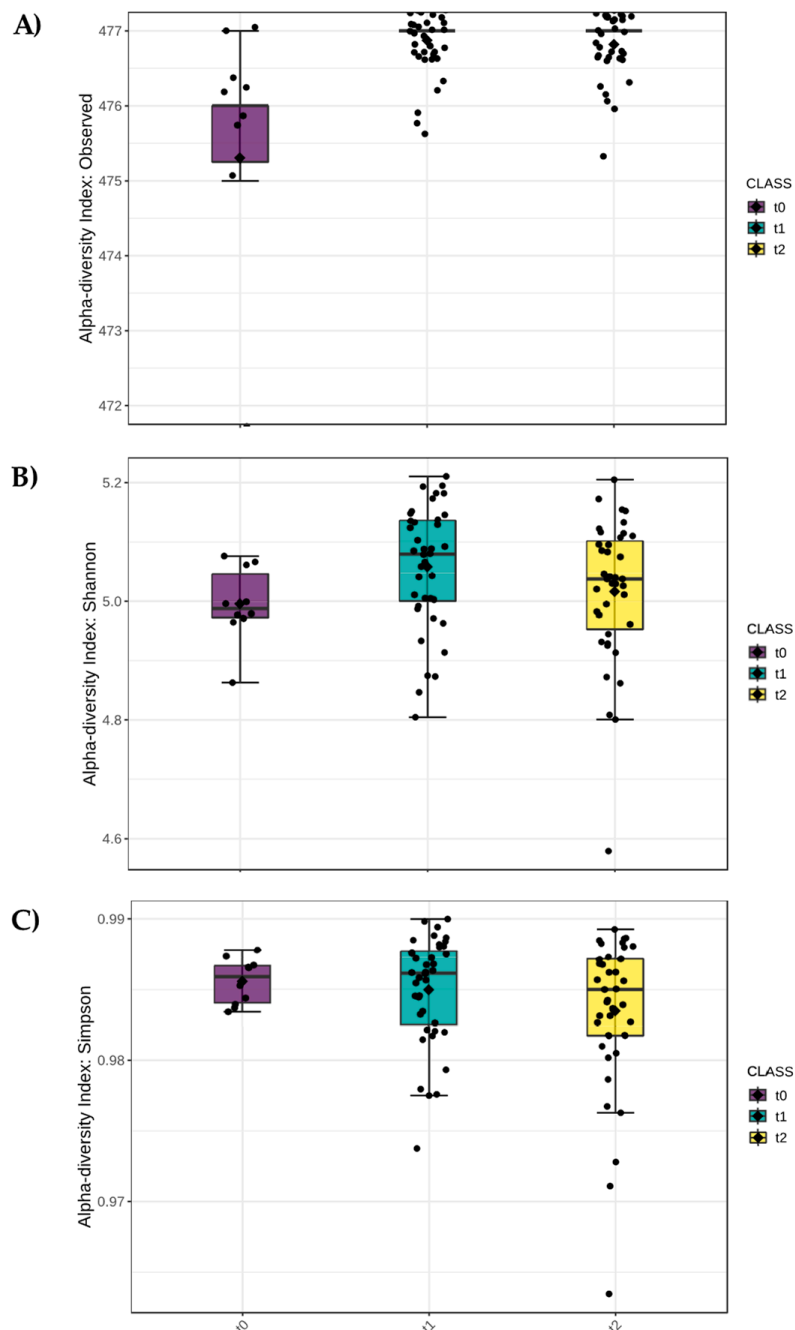 A)
Alpha-diversity Index: Observed
477
476
475
474
473
472
CLASS
t0
t1
t2
B)
Alpha-diversity Index: Shannon
5.2
5.0
4.8
4.6
CLASS
t0
t1
t2
C)
Alpha-diversity Index: Simpson
0.99
0.98
0.97
CLASS
t0
t1
t2
t0
t1
t2